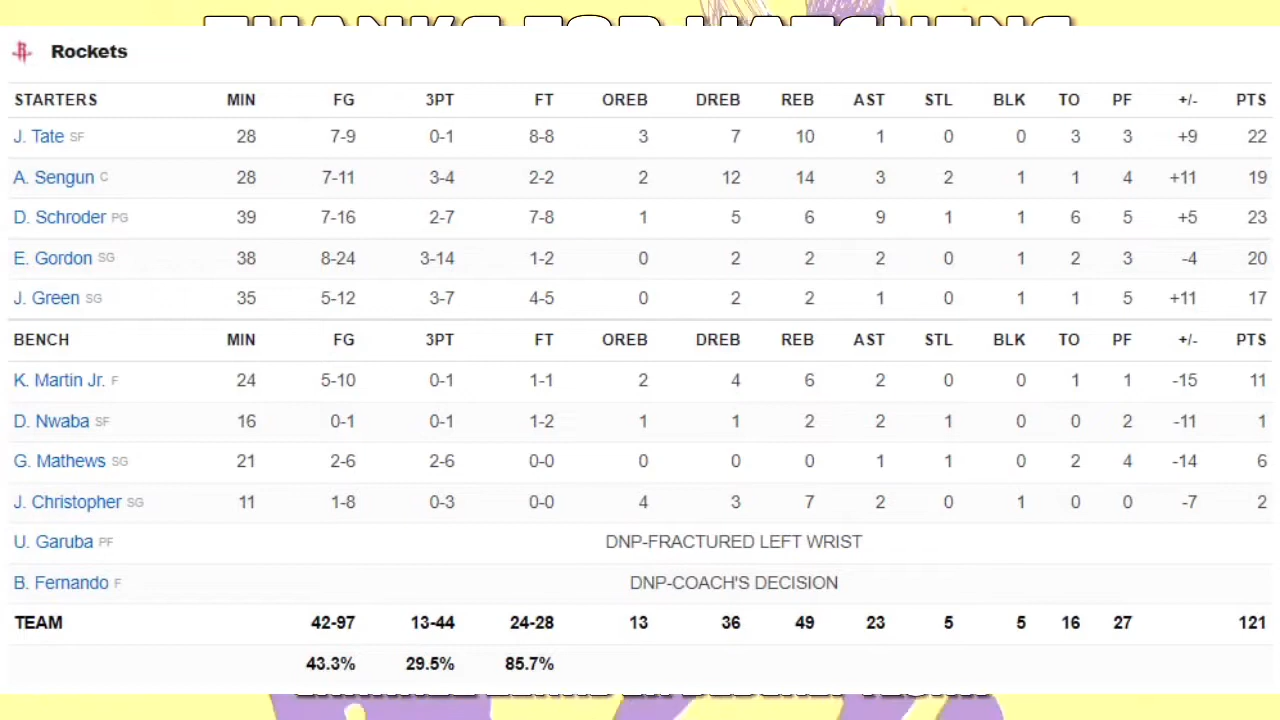 THANKS FOR WATCHING
Rockets
STARTERS MIN FG 3PT FT OREB DREB REB AST STL BLK TO PF +/- PTS
J. Tate SF 28 7-9 0-1 8-8 3 7 10 1 0 0 3 3 +9 22
A. Sengun C 28 7-11 3-4 2-2 2 12 14 3 2 1 1 4 +11 19
D. Schroder PG 39 7-16 2-7 7-8 1 5 6 9 1 1 6 5 +5 23
E. Gordon SG 38 8-24 3-14 1-2 0 2 2 2 0 1 2 3 -4 20
J. Green SG 35 5-12 3-7 4-5 0 2 2 1 0 1 1 5 +11 17
BENCH MIN FG 3PT FT OREB DREB REB AST STL BLK TO PF +/- PTS
K. Martin Jr. F 24 5-10 0-1 1-1 2 4 6 2 0 0 1 1 -15 11
D. Nwaba SF 16 0-1 0-1 1-2 1 1 2 2 1 0 0 2 -11 1
G. Mathews SG 21 2-6 2-6 0-0 0 0 0 1 1 0 2 4 -14 6
J. Christopher SG 11 1-8 0-3 0-0 4 3 7 2 0 1 0 0 -7 2
U. Garuba PF DNP-FRACTURED LEFT WRIST
B. Fernando F DNP-COACH'S DECISION
TEAM 42-97 13-44 24-28 13 36 49 23 5 5 16 27 121
43.3% 29.5% 85.7%